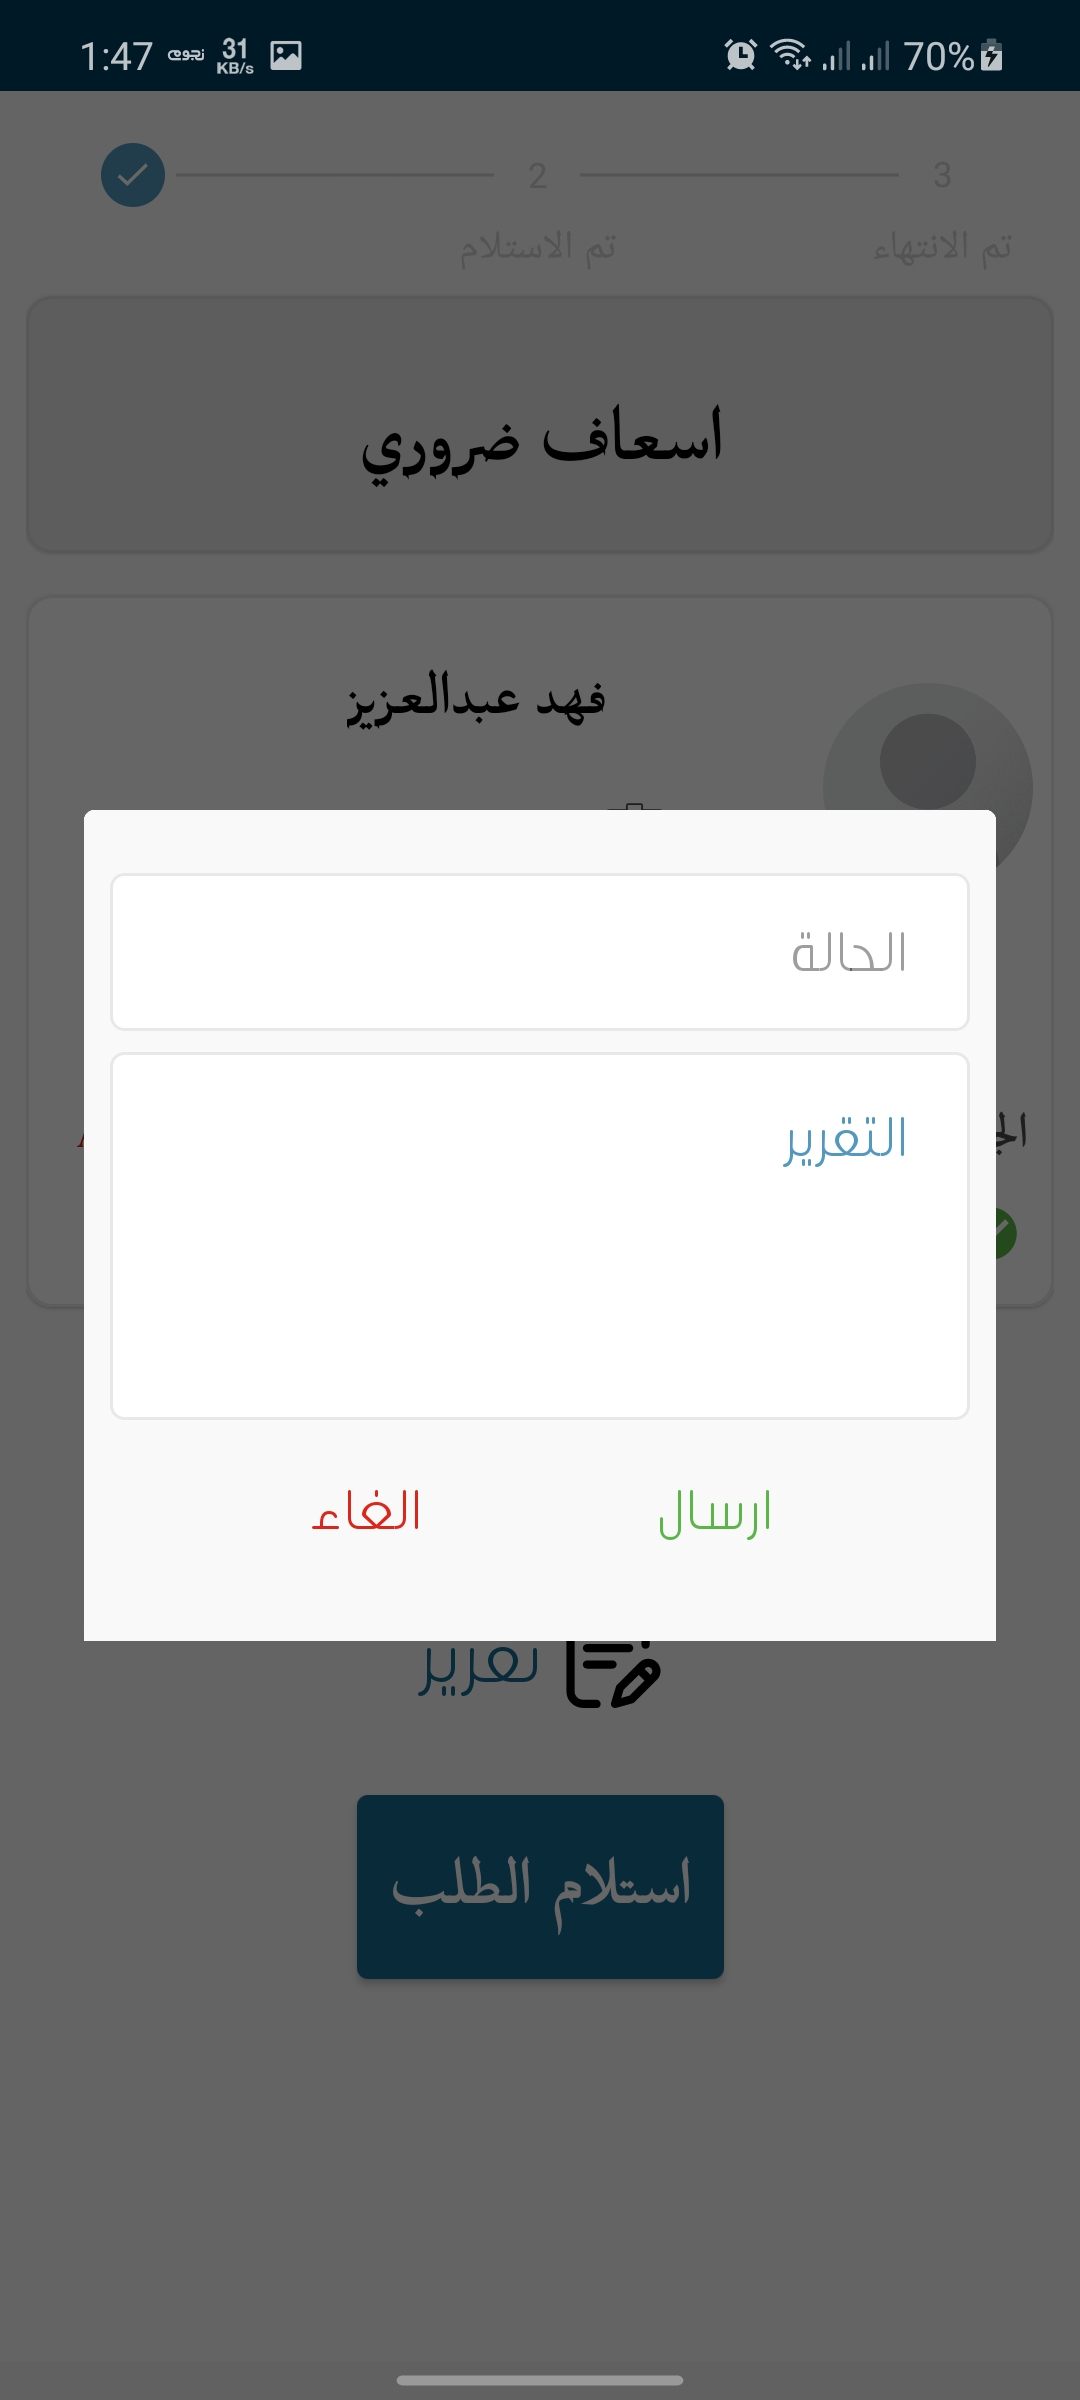 1:47 نجوم 31 KB/s 70%
2 3
تم الاستلام تم الانتهاء
اسعاف ضروري
فهد عبدالعزيز
الحالة
التقرير
ارسال الغاء
تقرير
استلام الطلب